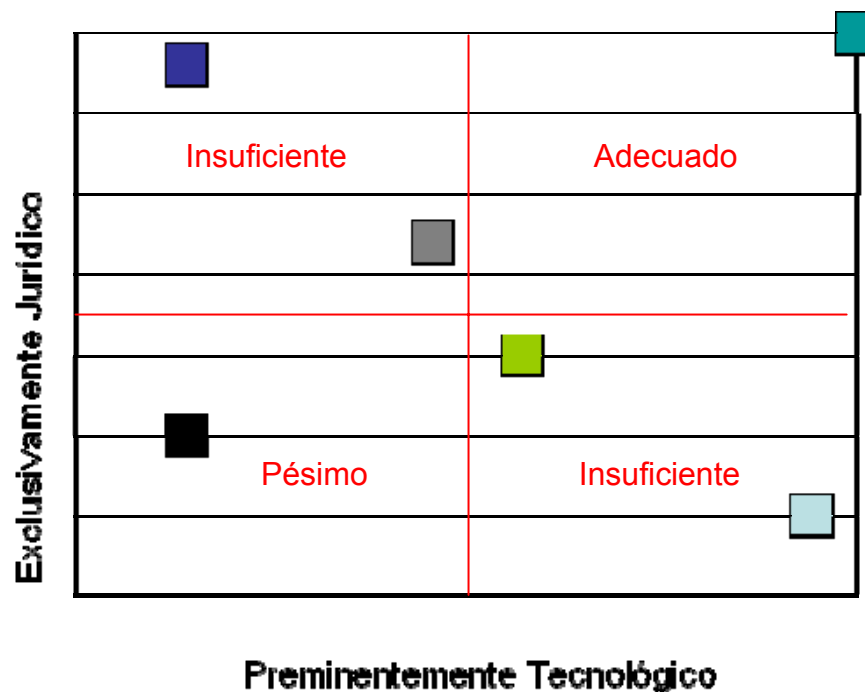 Insuficiente
Adecuado
Exclusivamente Jurídico
Pésimo
Insuficiente
Preminentemente Tecnológico